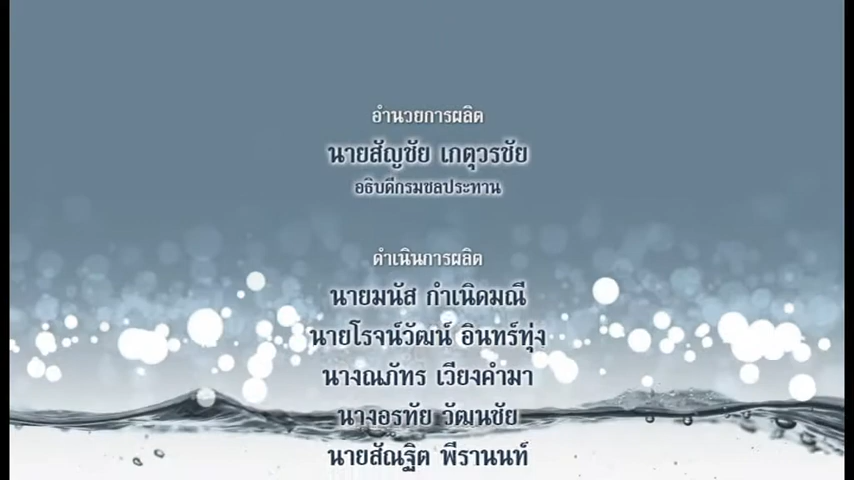 อำนวยการผลิต
นายสัญชัย เกตุวรชัย
อธิบดีกรมชลประทาน
ดำเนินการผลิต
นายมนัส กำเนิดมณี
นายโรจน์วัฒน์ อินทร์ทุ่ง
นางณภัทร เวียงคำมา
นางอรทัย วัฒนชัย
นายสัณฐิต พีรานนท์